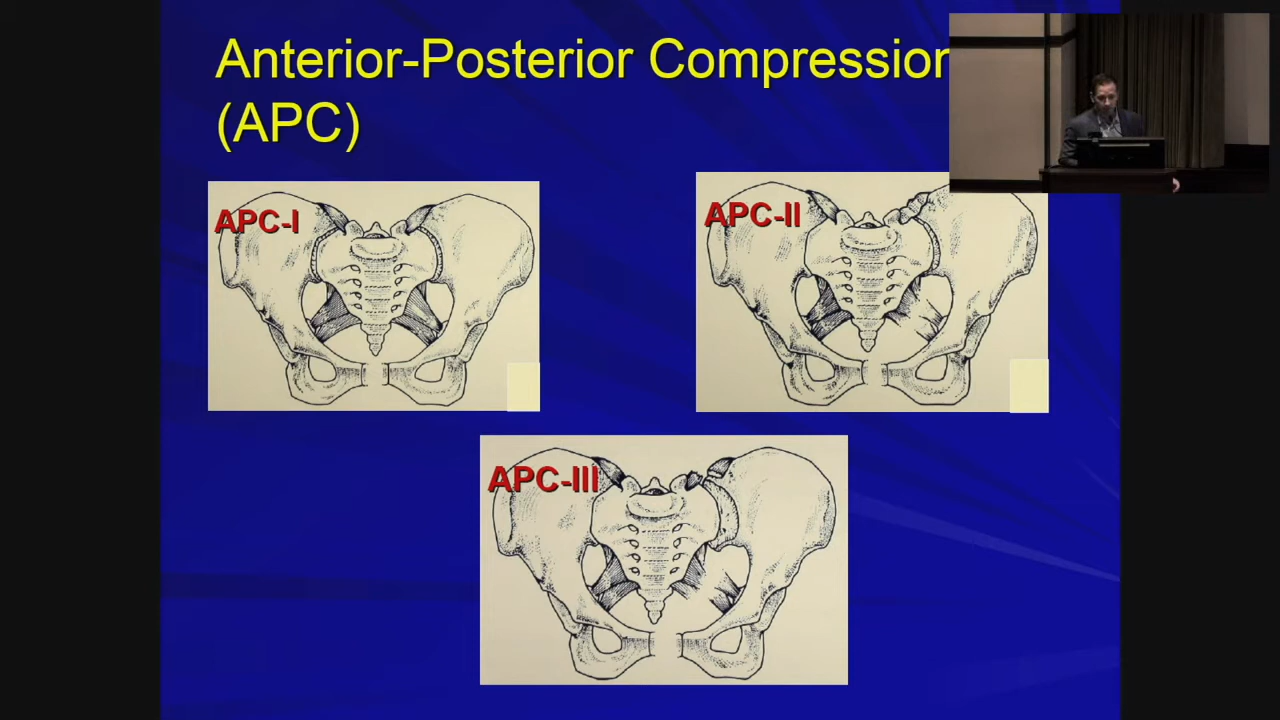 Anterior-Posterior Compression
(APC)
APC-I
APC-II
APC-III